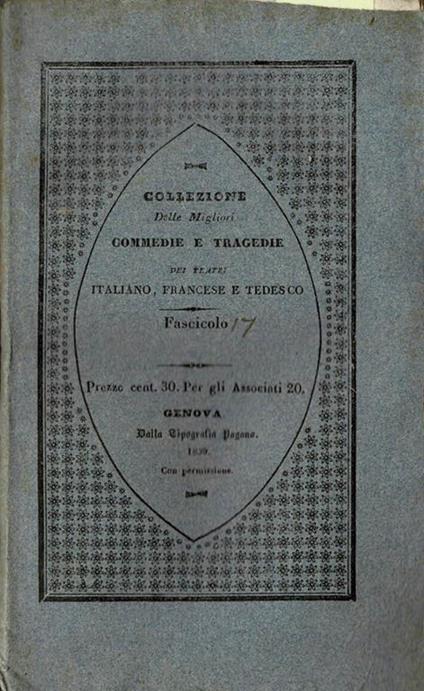 COLLEZIONE
Delle Migliori
COMMEDIE E TRAGEDIE
DEI TEATRI
ITALIANO, FRANCESE E TEDESCO
Fascicolo 17
Prezzo cent. 30. Per gli Associati 20.
GENOVA
Dalla Tipografia Pagano.
Con permissione.